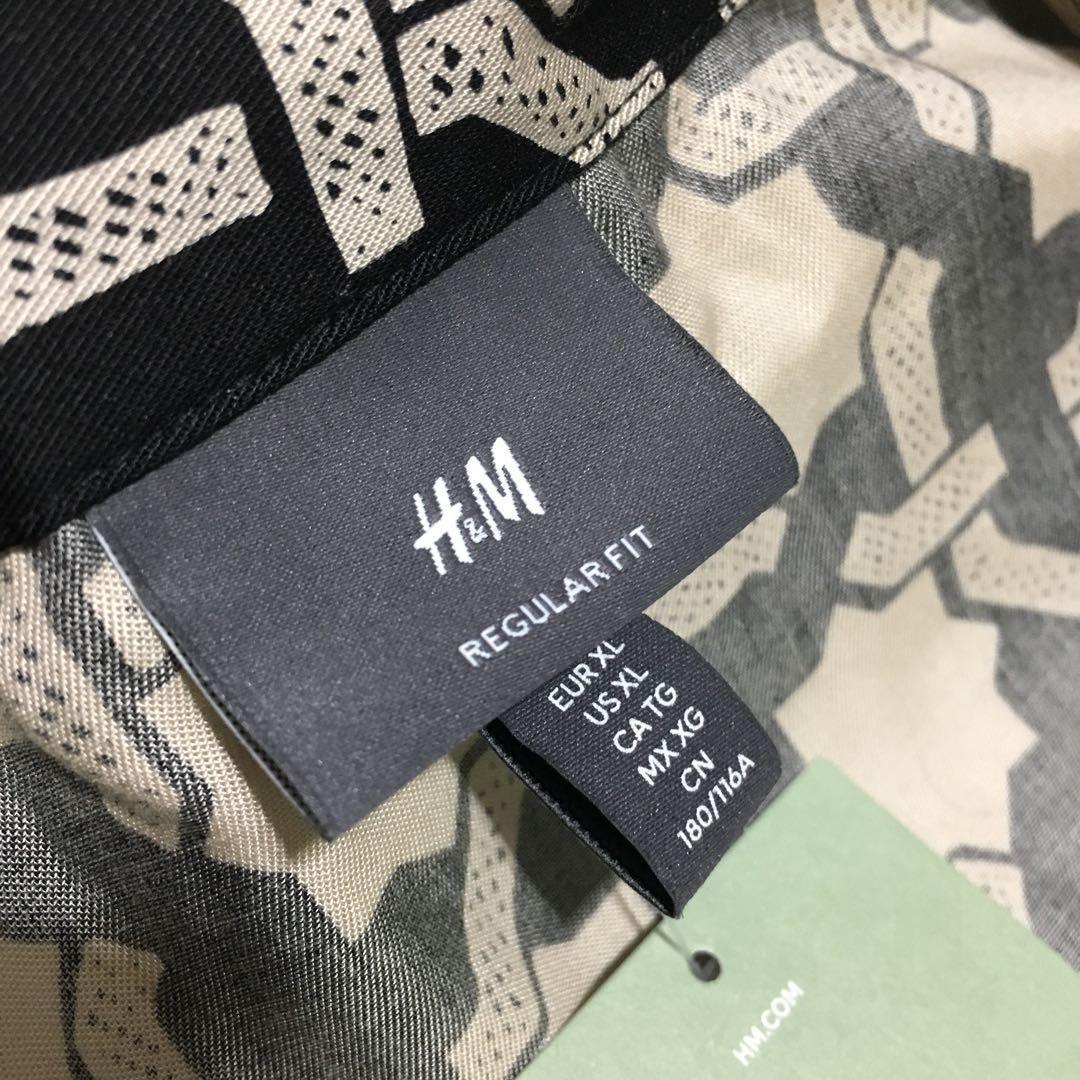 H&M
REGULAR FIT
EUR XL
US XL
CA TG
MX XG
CN
180/116A
HM.COM